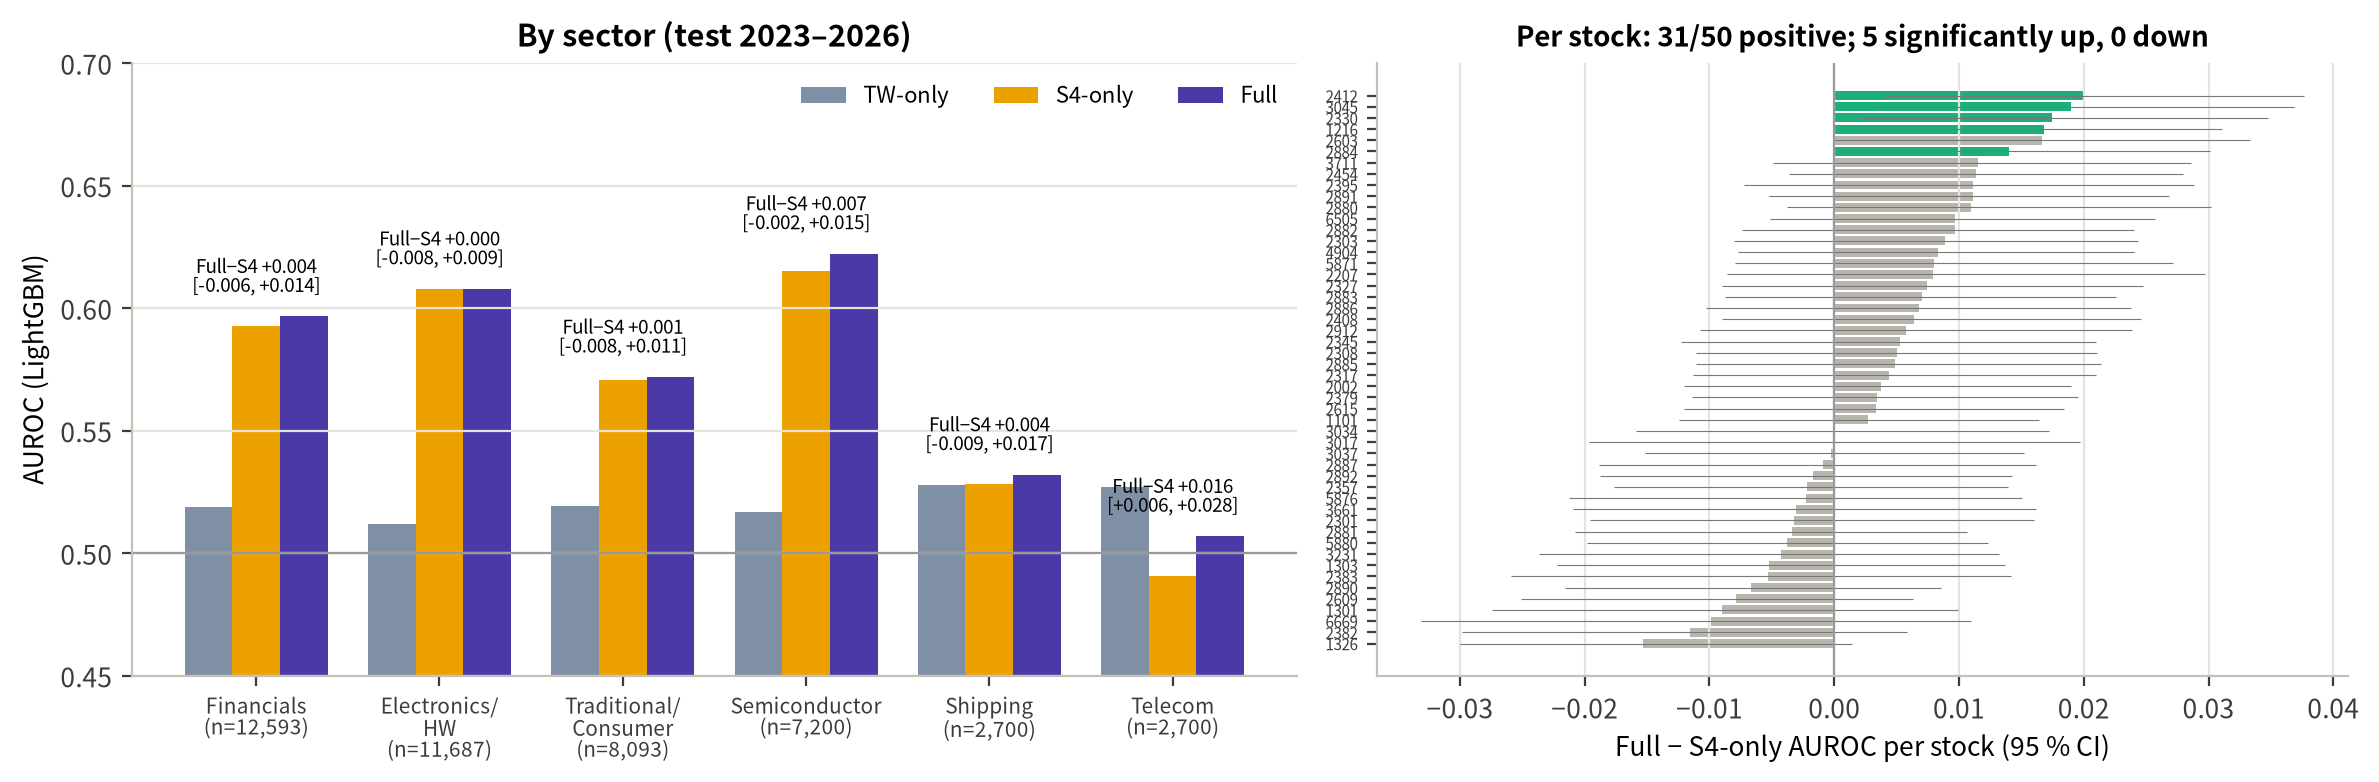 By sector (test 2023–2026)
AUROC (LightGBM)
0.70
0.65
0.60
0.55
0.50
0.45
TW-only
S4-only
Full
Full−S4 +0.004
[-0.006, +0.014]
Full−S4 +0.000
[-0.008, +0.009]
Full−S4 +0.001
[-0.008, +0.011]
Full−S4 +0.007
[-0.002, +0.015]
Full−S4 +0.004
[-0.009, +0.017]
Full−S4 +0.016
[+0.006, +0.028]
Financials
(n=12,593)
Electronics/
HW
(n=11,687)
Traditional/
Consumer
(n=8,093)
Semiconductor
(n=7,200)
Shipping
(n=2,700)
Telecom
(n=2,700)
Per stock: 31/50 positive; 5 significantly up, 0 down
2412
3045
2330
1216
2603
2884
3711
2454
2395
2891
2880
6505
2882
2303
4904
5871
2207
2327
2883
2886
2408
2912
2345
2308
2885
2317
2002
2379
2615
1101
3034
3017
3037
2887
2892
2357
5876
3661
2301
2881
5880
3231
1303
2383
2890
2609
1301
6669
2382
1326
−0.03
−0.02
−0.01
0.00
0.01
0.02
0.03
0.04
Full − S4-only AUROC per stock (95 % CI)